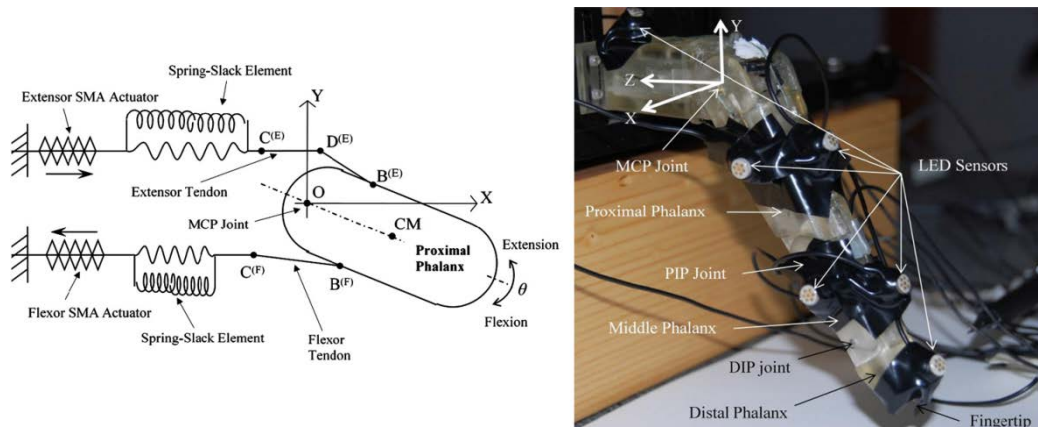 Spring-Slack Element
Extensor SMA Actuator
Y
C(E)
D(E)
Extensor Tendon
B(E)
O
X
MCP Joint
CM
Proximal
Phalanx
Extension
θ
Flexion
C(F)
B(F)
Flexor SMA Actuator
Spring-Slack
Element
Flexor
Tendon
Y
Z
X
MCP Joint
LED Sensors
Proximal Phalanx
PIP Joint
Middle Phalanx
DIP joint
Distal Phalanx
Fingertip